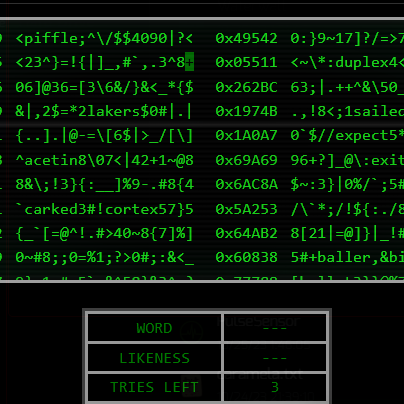 <piffle;^\/$$4090|?< 0x49542 0:}9~17]?/=>7
<23^}=!{|]_,#`,.3^8+ 0x05511 <~\*:duplex4<
06]@36=[3\6&/}&<_*{$ 0x262BC 63;|.++^&\50_
&|,2$=*2lakers$0#|.| 0x1974B .,!8<;1sailed
{..].|@-=\[6$|>_/[\] 0x1A0A7 0`$//expect5*
^acetin8\07<|42+1~@8 0x69A69 96+?]_@\:exit
8&\;!3}{:__]%9-.#8{4 0x6AC8A $~:3}|0%/`;5#
`carked3#!cortex57}5 0x5A253 /\`*;/!${:./8
{_`[=@^!.#>40~8{7]%] 0x64AB2 8[21|=@]}|_!#
0~#8;;0=%1;?>0#;:&<_ 0x60838 5#+baller,&bi
WORD ---
LIKENESS ---
TRIES LEFT 3